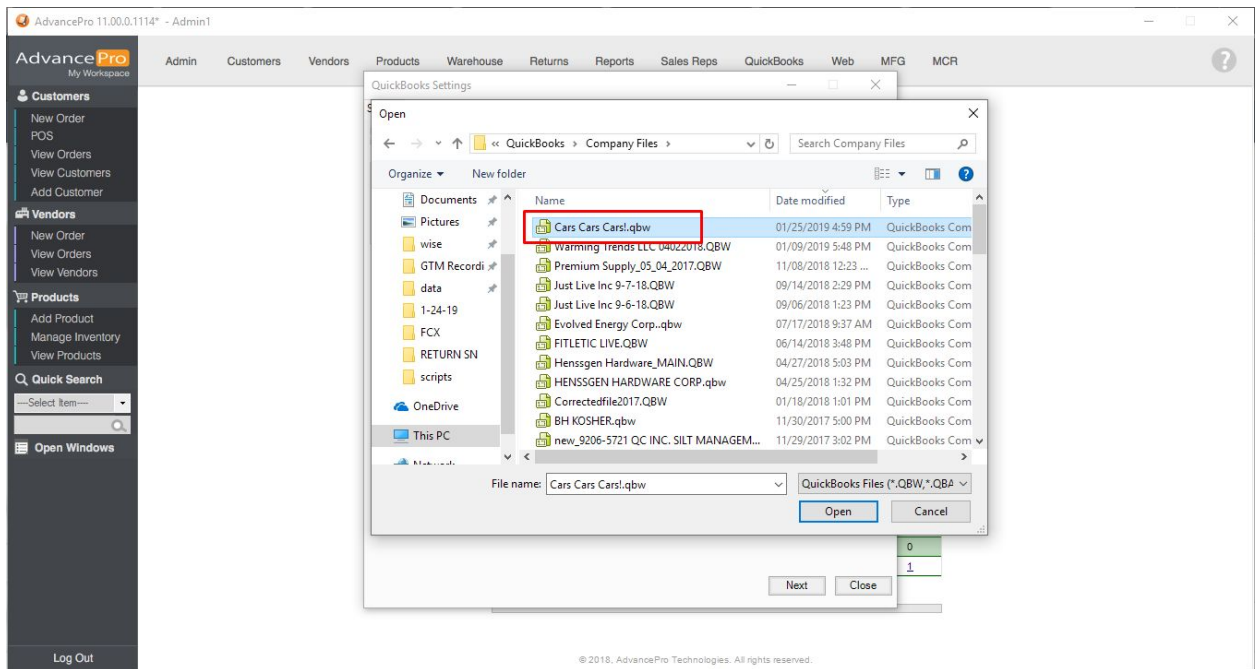 AdvancePro 11.00.0.1114* - Admin1
AdvancePro
My Workspace
Admin Customers Vendors Products Warehouse Returns Reports Sales Reps QuickBooks Web MFG MCR
?
Customers
New Order
POS
View Orders
View Customers
Add Customer
Vendors
New Order
View Orders
View Vendors
Products
Add Product
Manage Inventory
View Products
Quick Search
---Select Item---
Open Windows
Log Out
QuickBooks Settings
Open
« QuickBooks › Company Files ›
Search Company Files
Organize New folder
?
Documents
Pictures
wise
GTM Recordi
data
1-24-19
FCX
RETURN SN
scripts
OneDrive
This PC
Network
Name Date modified Type
Cars Cars Cars!.qbw 01/25/2019 4:59 PM QuickBooks Com
Warming Trends LLC 04022018.QBW 01/09/2019 5:48 PM QuickBooks Com
Premium Supply_05_04_2017.QBW 11/08/2018 12:23 ... QuickBooks Com
Just Live Inc 9-7-18.QBW 09/14/2018 2:29 PM QuickBooks Com
Just Live Inc 9-6-18.QBW 09/06/2018 1:23 PM QuickBooks Com
Evolved Energy Corp..qbw 07/17/2018 9:37 AM QuickBooks Com
FITLETIC LIVE.QBW 06/14/2018 3:48 PM QuickBooks Com
Henssgen Hardware_MAIN.QBW 04/27/2018 5:03 PM QuickBooks Com
HENSSGEN HARDWARE CORP.qbw 04/25/2018 1:32 PM QuickBooks Com
Correctedfile2017.QBW 01/18/2018 1:01 PM QuickBooks Com
BH KOSHER.qbw 11/30/2017 5:00 PM QuickBooks Com
new_9206-5721 QC INC. SILT MANAGEM... 11/29/2017 3:02 PM QuickBooks Com
File name: Cars Cars Cars!.qbw QuickBooks Files (*.QBW,*.QBA
Open Cancel
0
1
Next Close
© 2018, AdvancePro Technologies. All rights reserved.